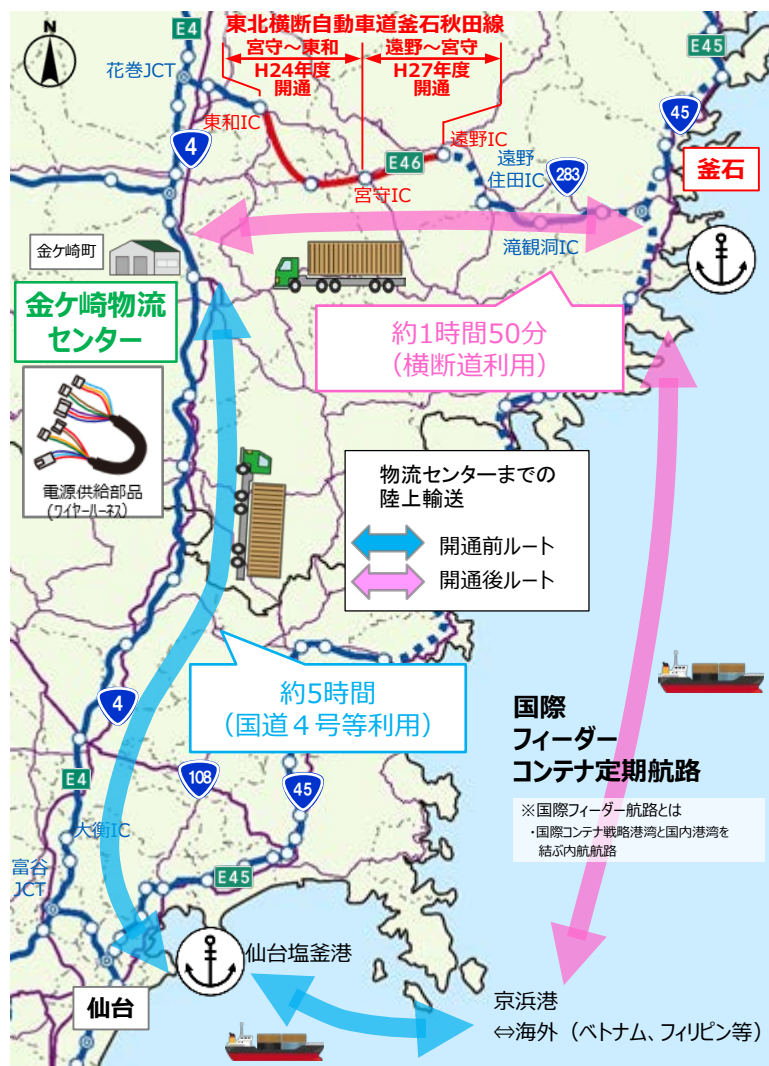 東北横断自動車道釜石秋田線
宮守～東和
H24年度
開通
遠野～宮守
H27年度
開通
N
E4
E45
花巻JCT
45
東和IC
4
遠野IC
E46
遠野
住田IC
283
釜石
宮守IC
滝観洞IC
金ケ崎町
金ケ崎物流
センター
約1時間50分
（横断道利用）
電源供給部品
（ワイヤーハーネス）
物流センターまでの
陸上輸送
開通前ルート
開通後ルート
約5時間
（国道４号等利用）
4
国際
フィーダー
コンテナ定期航路
※国際フィーダー航路とは
・国際コンテナ戦略港湾と国内港湾を
結ぶ内航航路
E4
108
45
大衡IC
富谷
JCT
E45
仙台塩釜港
仙台
京浜港
⇔海外（ベトナム、フィリピン等）